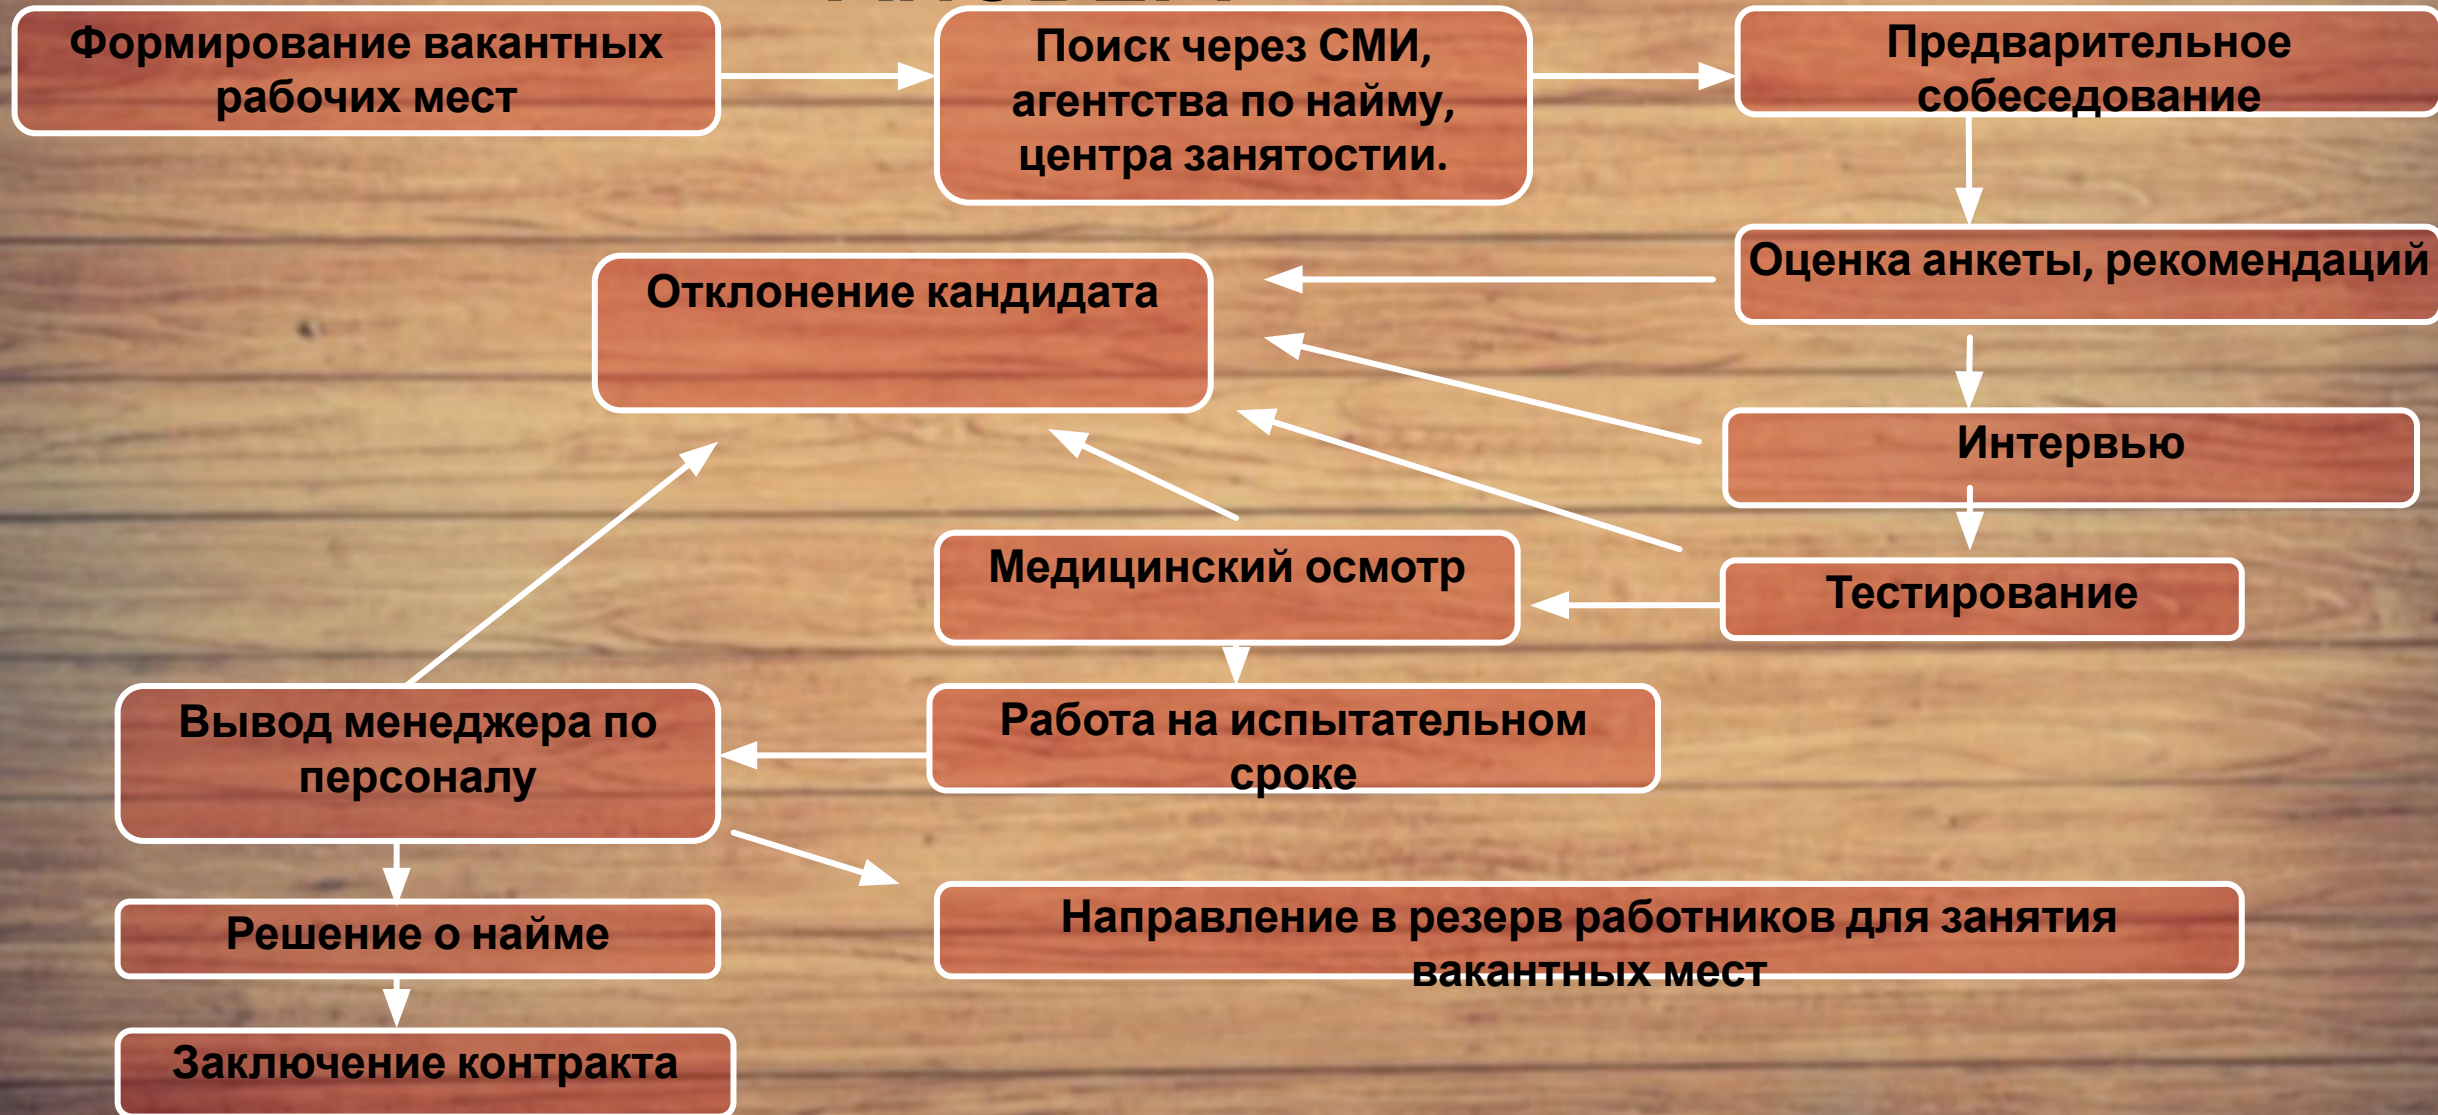 Формирование вакантных
рабочих мест
Поиск через СМИ,
агентства по найму,
центра занятостии.
Предварительное
собеседование
Оценка анкеты, рекомендаций
Отклонение кандидата
Интервью
Медицинский осмотр
Тестирование
Вывод менеджера по
персоналу
Работа на испытательном
сроке
Решение о найме
Направление в резерв работников для занятия
вакантных мест
Заключение контракта